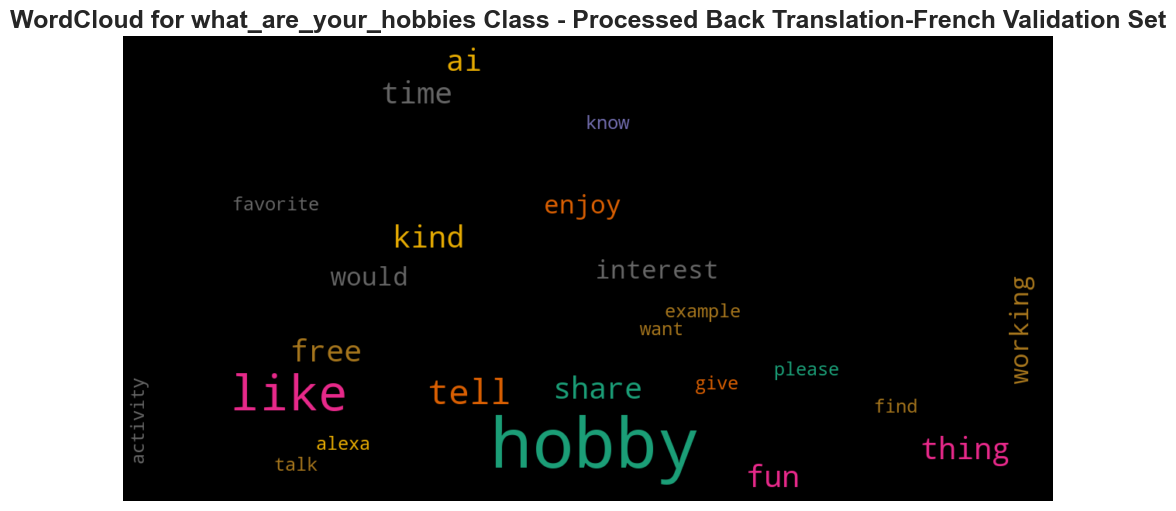 WordCloud for what_are_your_hobbies Class - Processed Back Translation-French Validation Set
ai
time
know
favorite
enjoy
kind
would
interest
working
example
want
free
please
like
tell
share
give
activity
find
alexa
hobby
thing
talk
fun